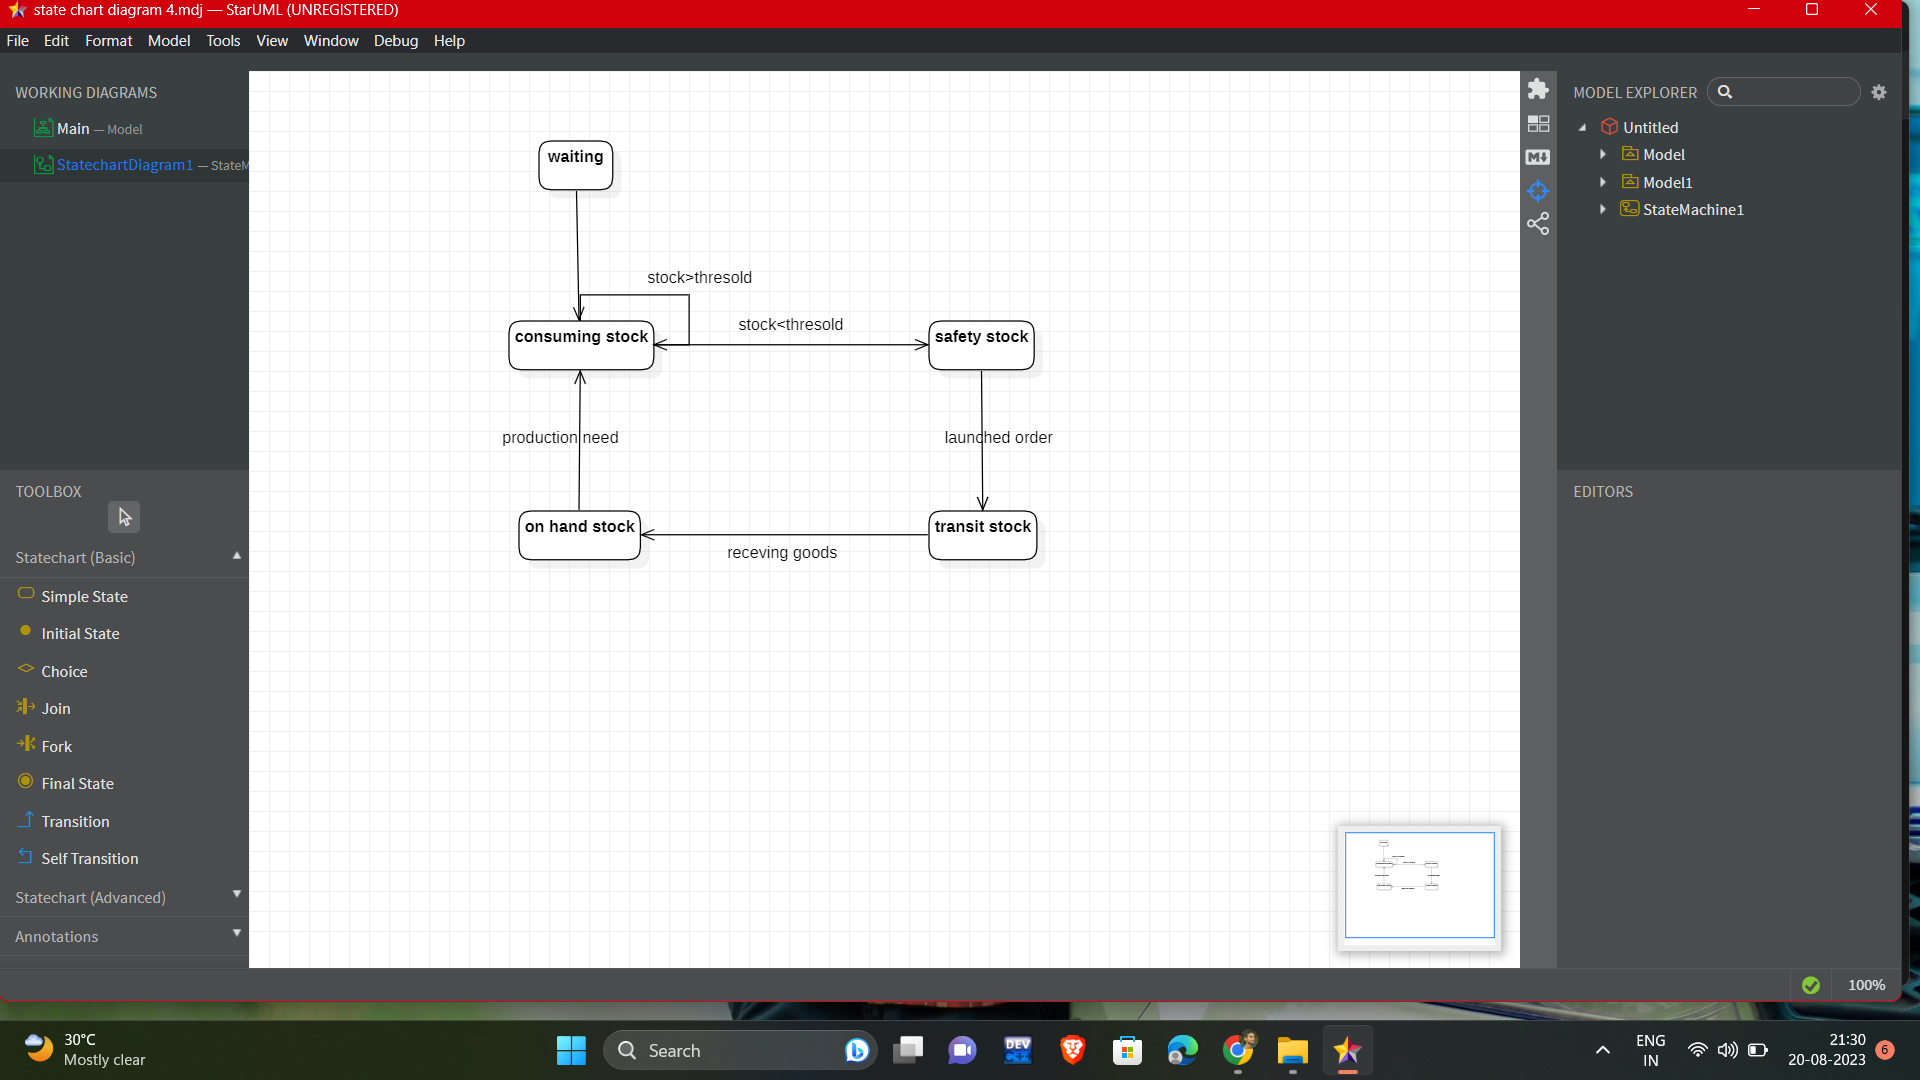 state chart diagram 4.mdj — StarUML (UNREGISTERED)
File Edit Format Model Tools View Window Debug Help
WORKING DIAGRAMS
Main — Model
StatechartDiagram1 — StateM
TOOLBOX
Statechart (Basic)
Simple State
Initial State
Choice
Join
Fork
Final State
Transition
Self Transition
Statechart (Advanced)
Annotations
waiting
stock>thresold
stock<thresold
consuming stock
safety stock
production need
launched order
on hand stock
transit stock
receving goods
MODEL EXPLORER
Untitled
Model
Model1
StateMachine1
EDITORS
100%
30°C
Mostly clear
Search
DEV
C++
ENG
IN
21:30
20-08-2023
6